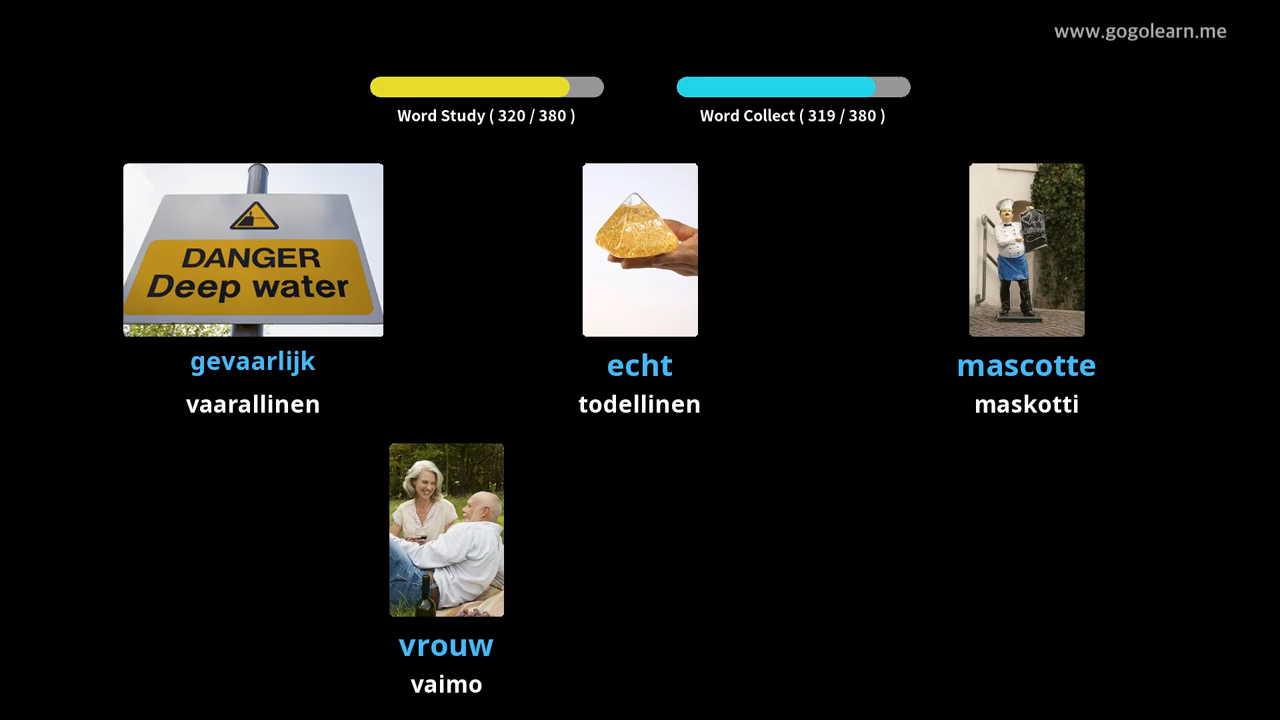 www.gogolearn.me
Word Study ( 320 / 380 )
Word Collect ( 319 / 380 )
DANGER
Deep water
gevaarlijk
echt
mascotte
vaarallinen
todellinen
maskotti
vrouw
vaimo